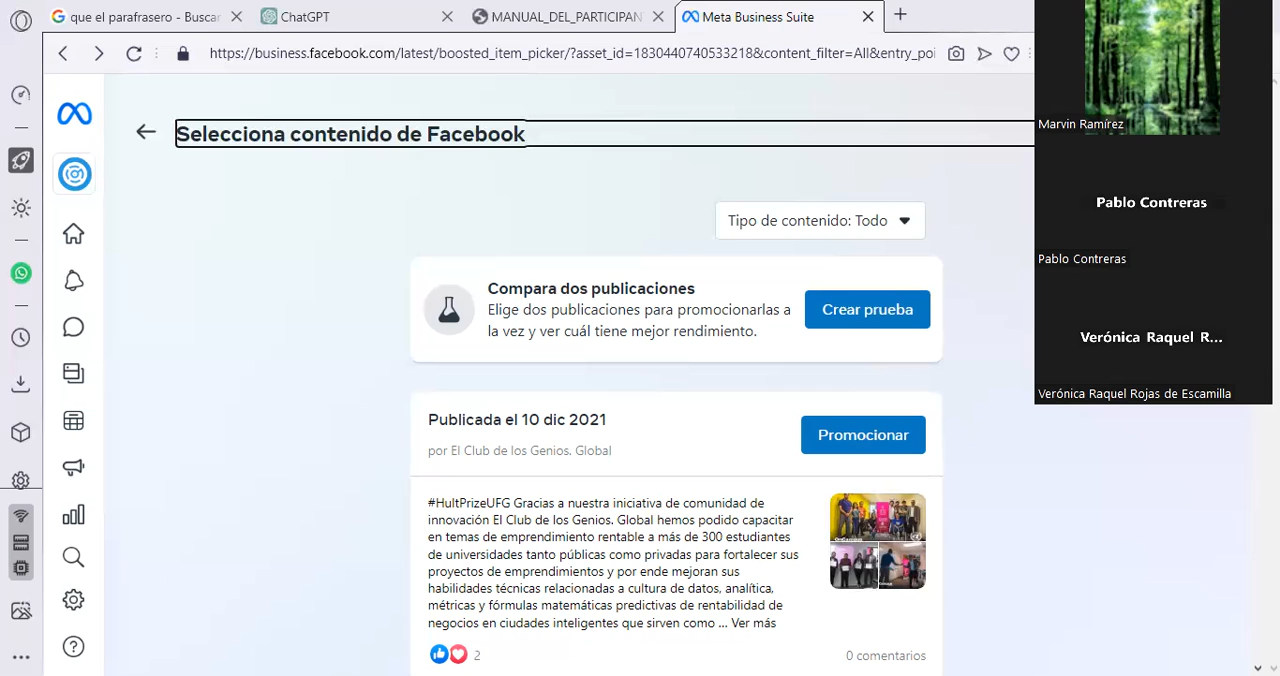 que el parafrasero - Buscar
ChatGPT
MANUAL_DEL_PARTICIPAN
Meta Business Suite
https://business.facebook.com/latest/boosted_item_picker/?asset_id=1830440740533218&content_filter=All&entry_poi
Selecciona contenido de Facebook
Tipo de contenido: Todo
Compara dos publicaciones
Elige dos publicaciones para promocionarlas a
la vez y ver cuál tiene mejor rendimiento.
Crear prueba
Publicada el 10 dic 2021
por El Club de los Genios. Global
Promocionar
#HultPrizeUFG Gracias a nuestra iniciativa de comunidad de
innovación El Club de los Genios. Global hemos podido capacitar
en temas de emprendimiento rentable a más de 300 estudiantes
de universidades tanto públicas como privadas para fortalecer sus
proyectos de emprendimientos y por ende mejoran sus
habilidades técnicas relacionadas a cultura de datos, analítica,
métricas y fórmulas matemáticas predictivas de rentabilidad de
negocios en ciudades inteligentes que sirven como ... Ver más
2
0 comentarios
Marvin Ramírez
Pablo Contreras
Pablo Contreras
Verónica Raquel R...
Verónica Raquel Rojas de Escamilla